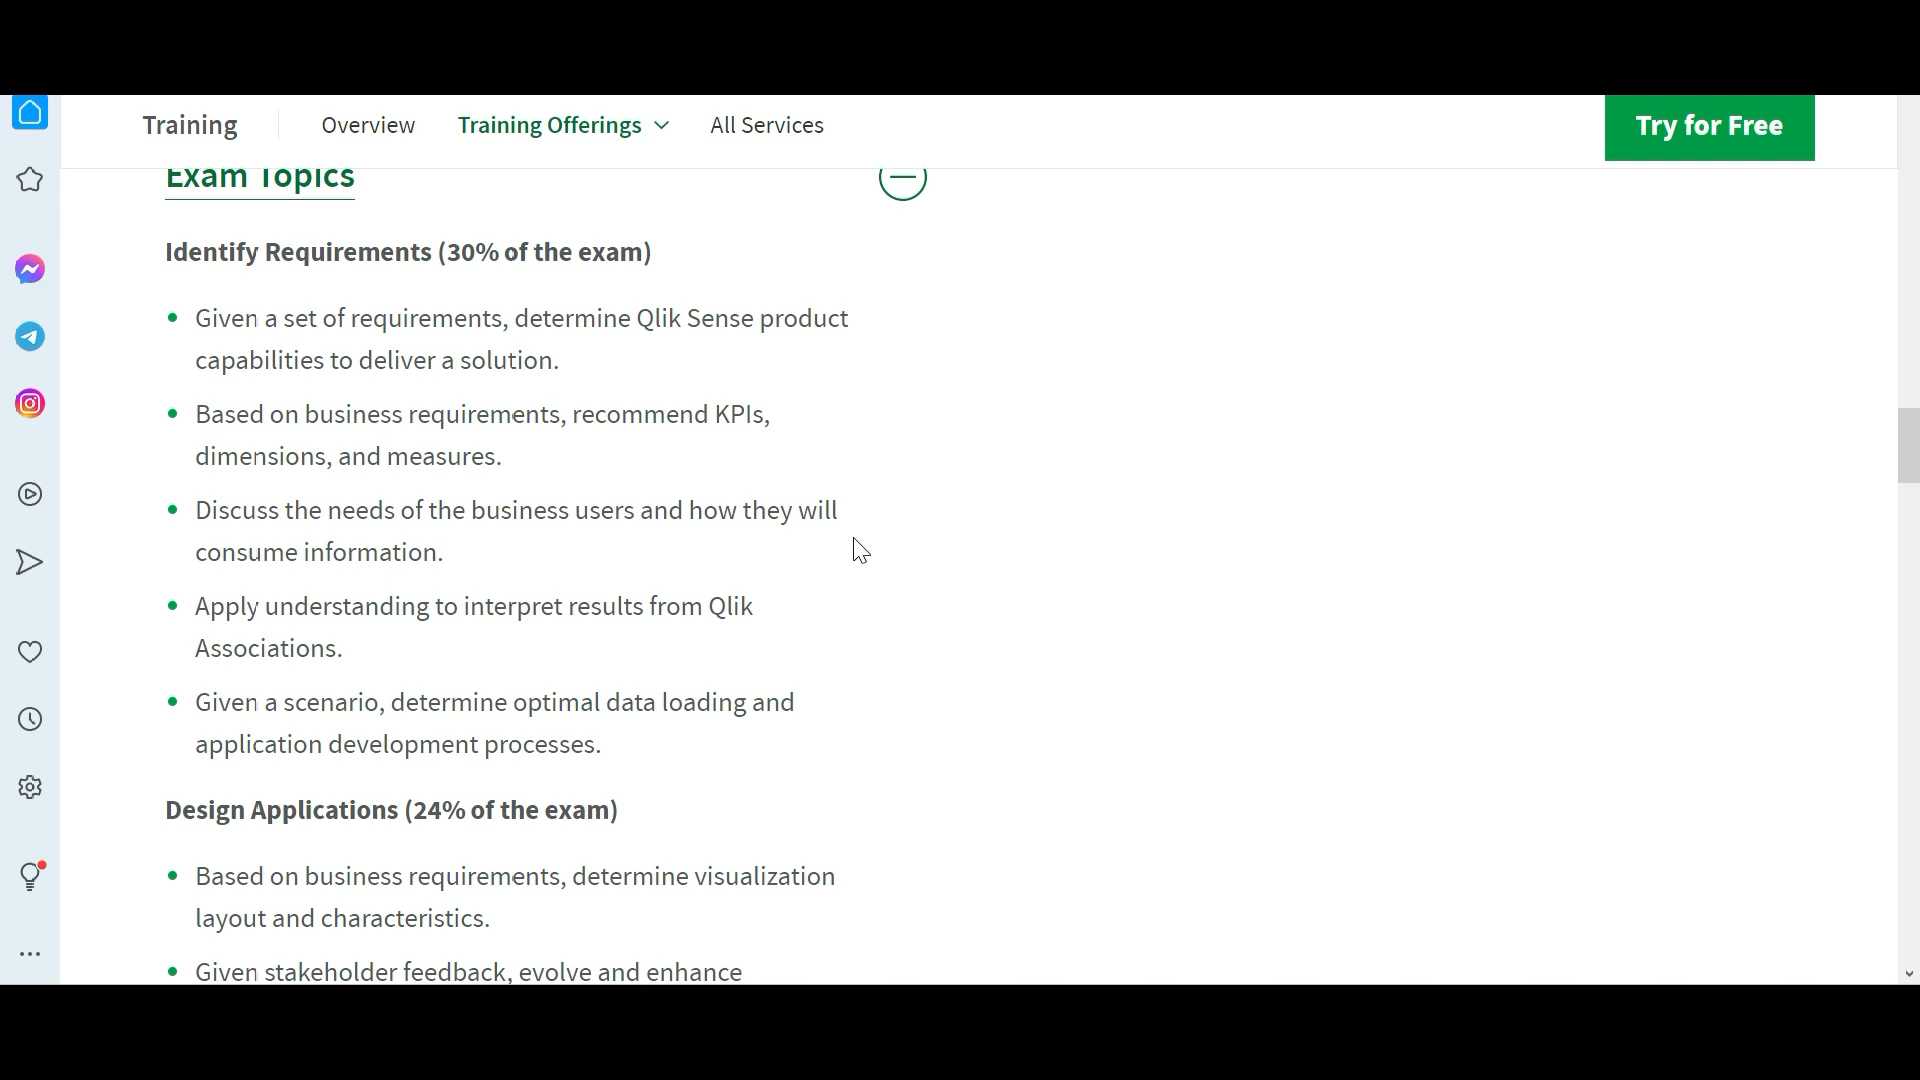 Training
Overview
Training Offerings
All Services
Try for Free
Exam Topics
Identify Requirements (30% of the exam)
Given a set of requirements, determine Qlik Sense product
capabilities to deliver a solution.
Based on business requirements, recommend KPIs,
dimensions, and measures.
Discuss the needs of the business users and how they will
consume information.
Apply understanding to interpret results from Qlik
Associations.
Given a scenario, determine optimal data loading and
application development processes.
Design Applications (24% of the exam)
Based on business requirements, determine visualization
layout and characteristics.
Given stakeholder feedback, evolve and enhance